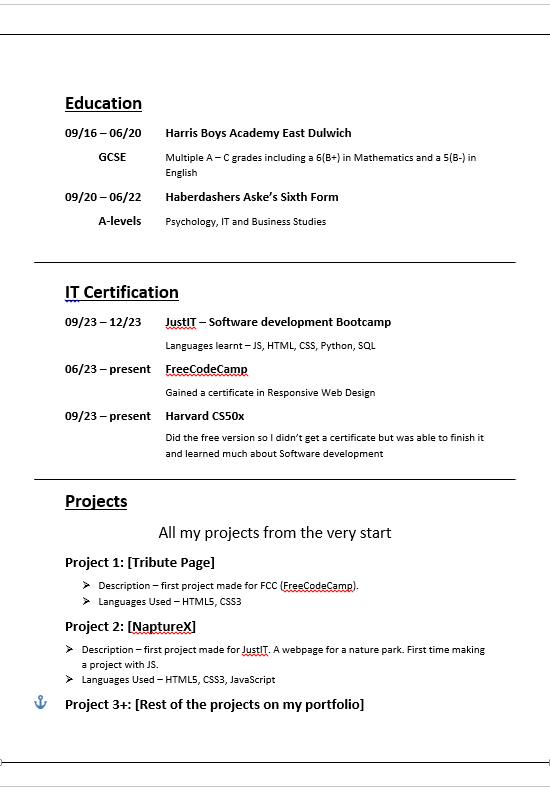 Education
09/16 – 06/20 Harris Boys Academy East Dulwich
GCSE Multiple A – C grades including a 6(B+) in Mathematics and a 5(B-) in
English
09/20 – 06/22 Haberdashers Aske’s Sixth Form
A-levels Psychology, IT and Business Studies
IT Certification
09/23 – 12/23 JustIT – Software development Bootcamp
Languages learnt – JS, HTML, CSS, Python, SQL
06/23 – present FreeCodeCamp
Gained a certificate in Responsive Web Design
09/23 – present Harvard CS50x
Did the free version so I didn’t get a certificate but was able to finish it
and learned much about Software development
Projects
All my projects from the very start
Project 1: [Tribute Page]
➢ Description – first project made for FCC (FreeCodeCamp).
➢ Languages Used – HTML5, CSS3
Project 2: [NaptureX]
➢ Description – first project made for JustIT. A webpage for a nature park. First time making
a project with JS.
➢ Languages Used – HTML5, CSS3, JavaScript
Project 3+: [Rest of the projects on my portfolio]